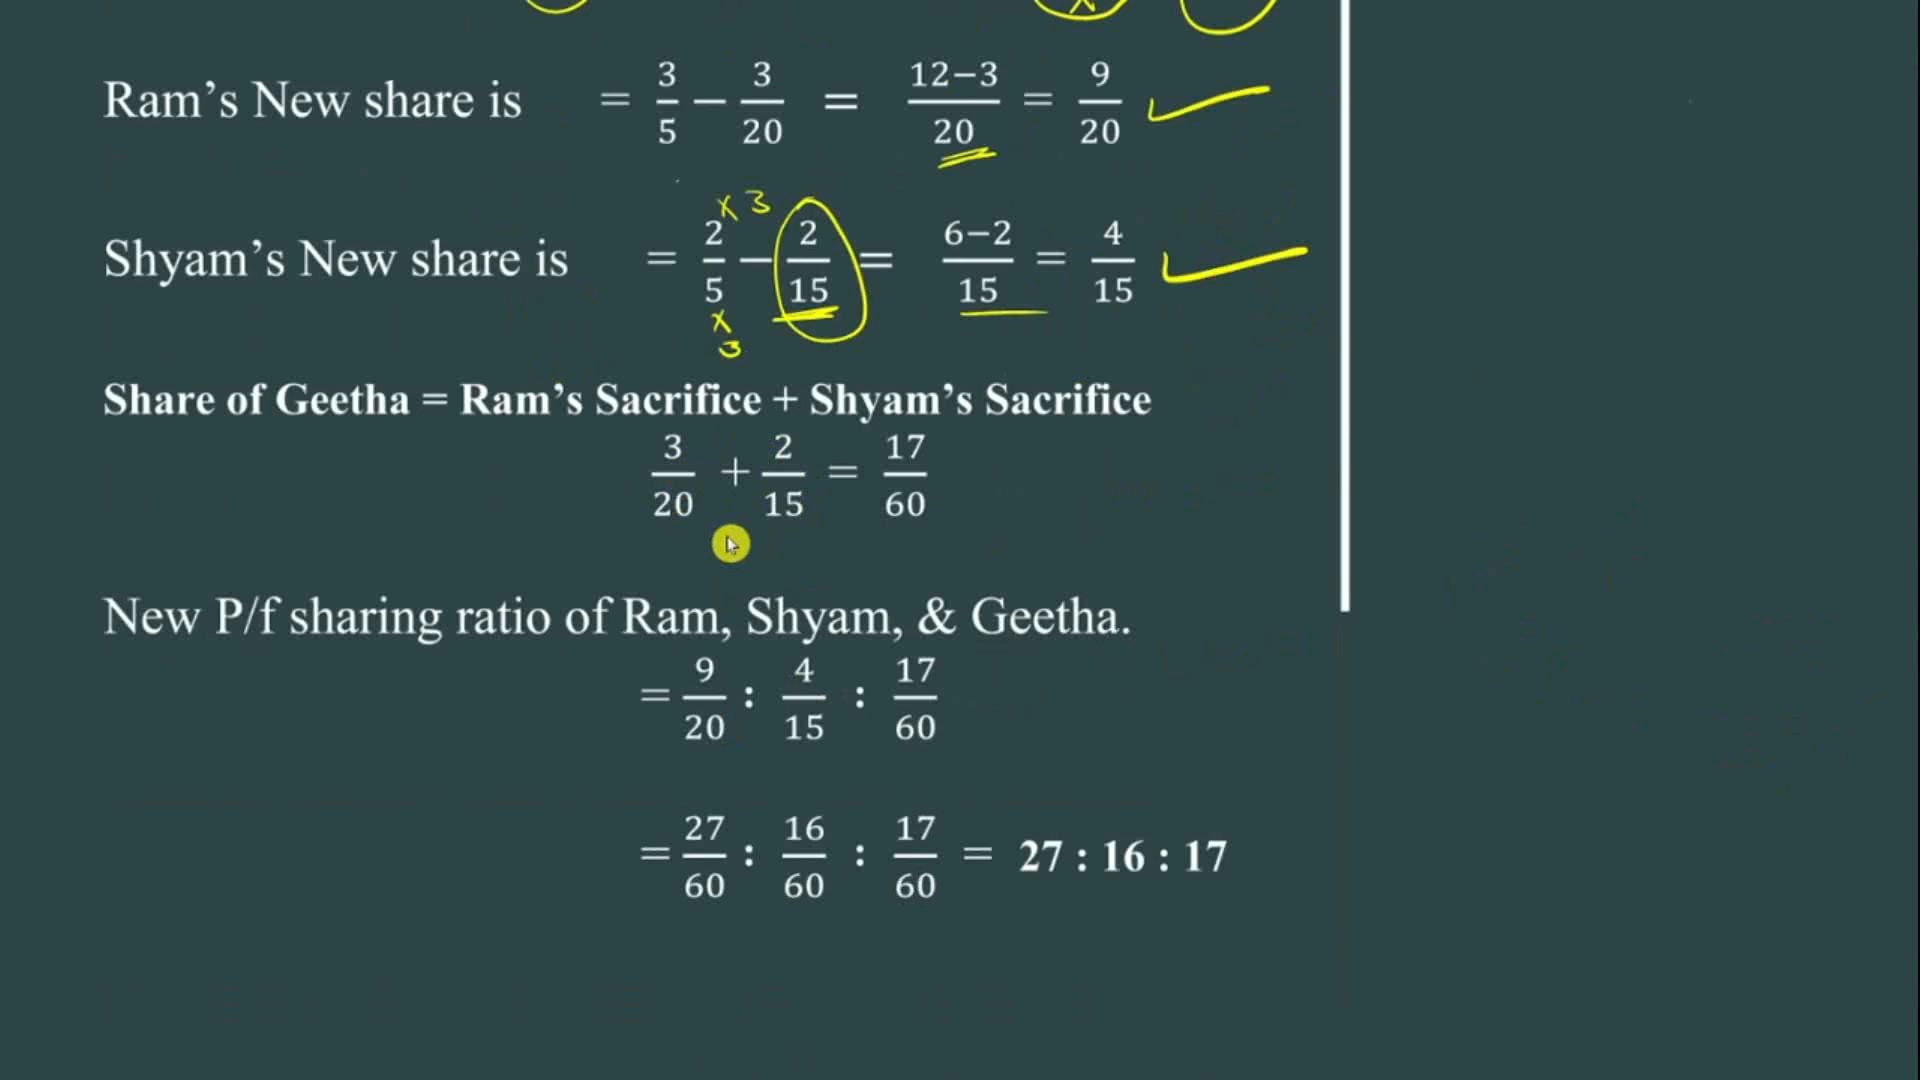 Ram’s New share is = 3/5 − 3/20 = 12−3/20 = 9/20
x 3
Shyam’s New share is = 2/5 − 2/15 = 6−2/15 = 4/15
x
3
Share of Geetha = Ram’s Sacrifice + Shyam’s Sacrifice
3/20 + 2/15 = 17/60
New P/f sharing ratio of Ram, Shyam, & Geetha.
= 9/20 : 4/15 : 17/60
= 27/60 : 16/60 : 17/60 = 27 : 16 : 17